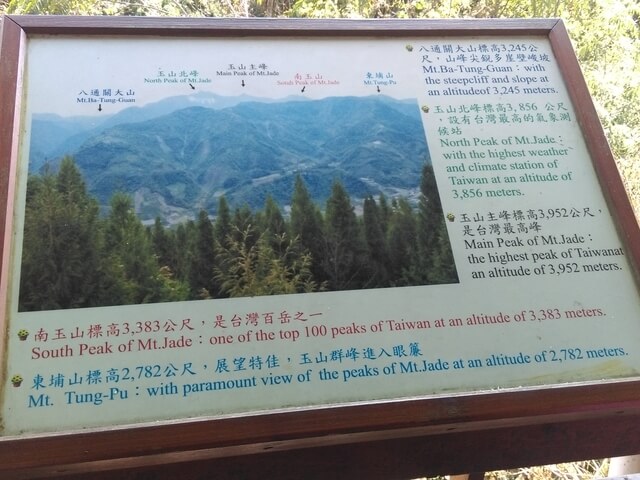 八通關大山
Mt.Ba-Tung-Guan
玉山北峰
North Peak of Mt.Jade
玉山主峰
Main Peak of Mt.Jade
南玉山
South Peak of Mt.Jade
東埔山
Mt Tung-Pu
八通關大山標高3,245公
尺，山峰尖銳多崖壁峻坡
Mt.Ba-Tung-Guan：with
the steepcliff and slope at
an altitudeof 3,245 meters.
玉山北峰標高3,856 公尺
，設有台灣最高的氣象測
候站
North Peak of Mt.Jade：
with the highest weather
and climate station of
Taiwan at an altitude of
3,856 meters.
玉山主峰標高3,952公尺，
是台灣最高峰
Main Peak of Mt.Jade：
the highest peak of Taiwanat
an altitude of 3,952 meters.
南玉山標高3,383公尺，是台灣百岳之一
South Peak of Mt.Jade：one of the top 100 peaks of Taiwan at an altitude of 3,383 meters.
東埔山標高2,782公尺，展望特佳，玉山群峰進入眼簾
Mt. Tung-Pu：with paramount view of the peaks of Mt.Jade at an altitude of 2,782 meters.